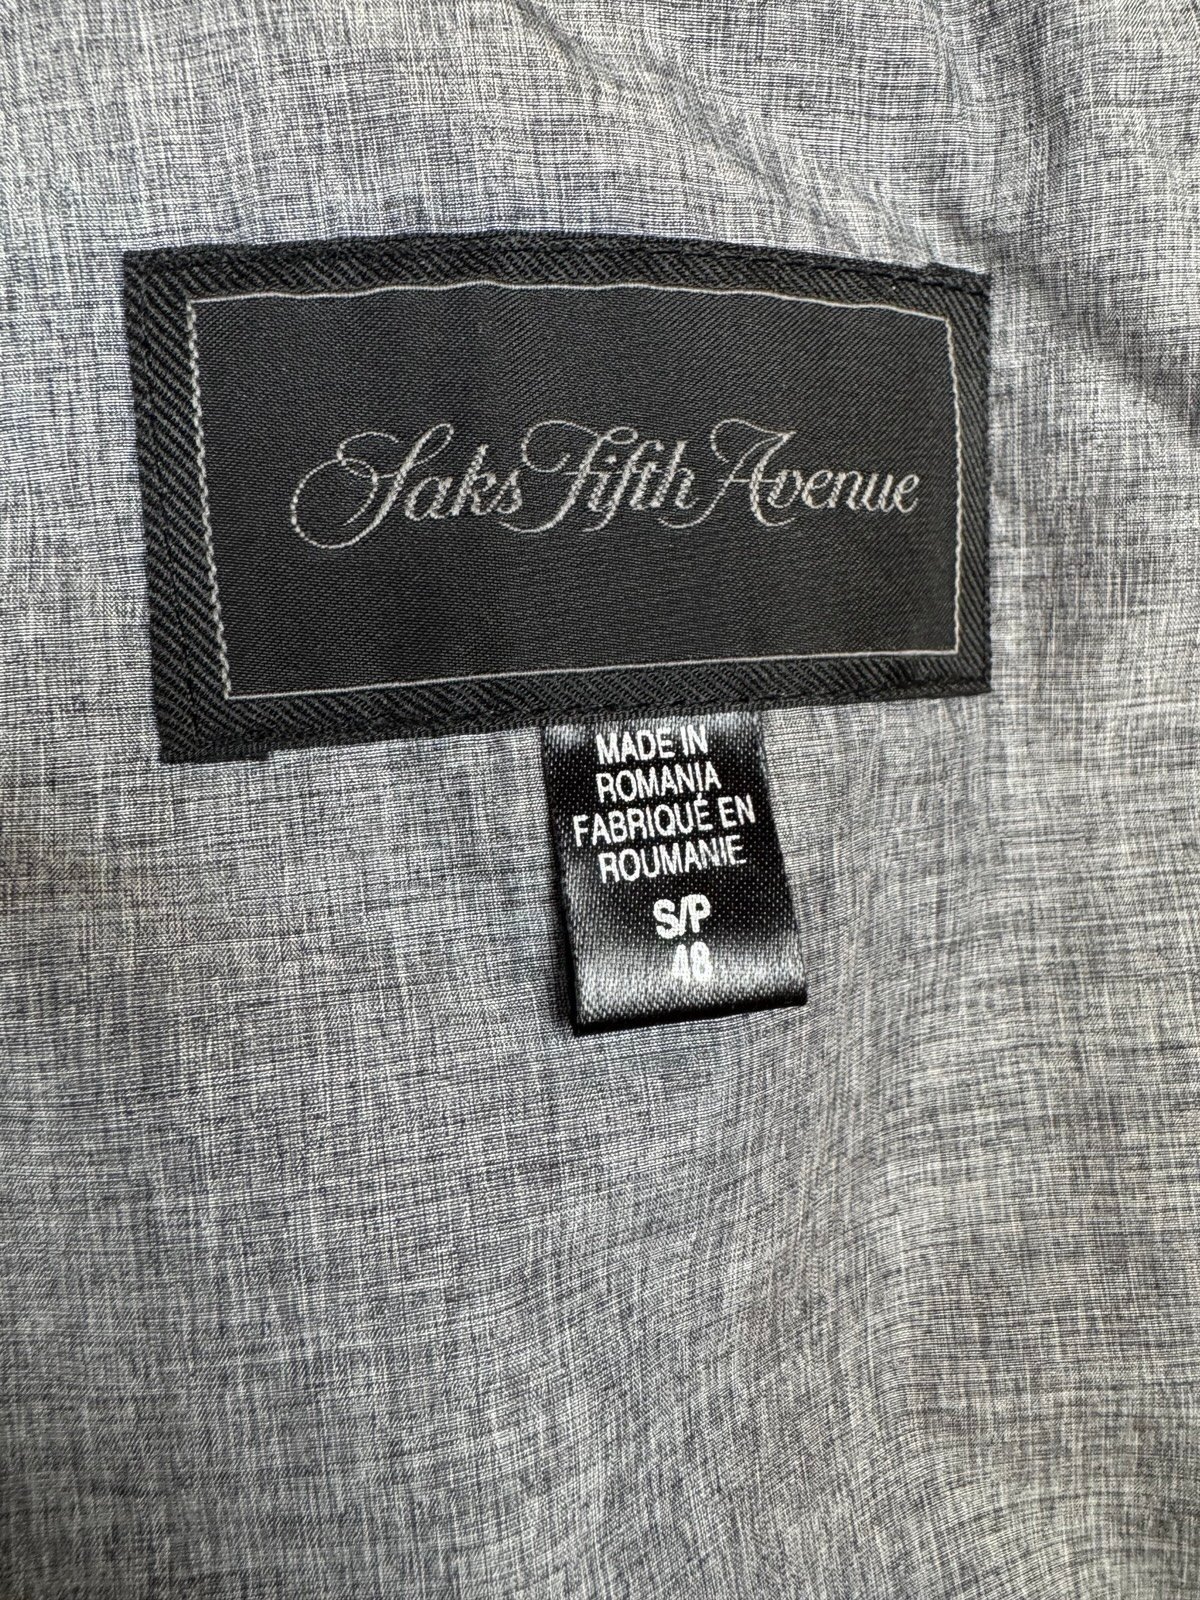 Saks Fifth Avenue
MADE IN
ROMANIA
FABRIQUÉ EN
ROUMANIE
S/P
48